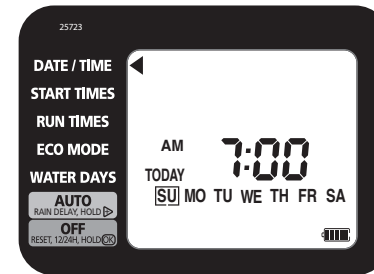 25723
DATE / TIME
START TIMES
RUN TIMES
ECO MODE
WATER DAYS
AUTO
RAIN DELAY, HOLD
OFF
RESET, 12/24H, HOLD OK
AM 7:00
TODAY
SU MO TU WE TH FR SA